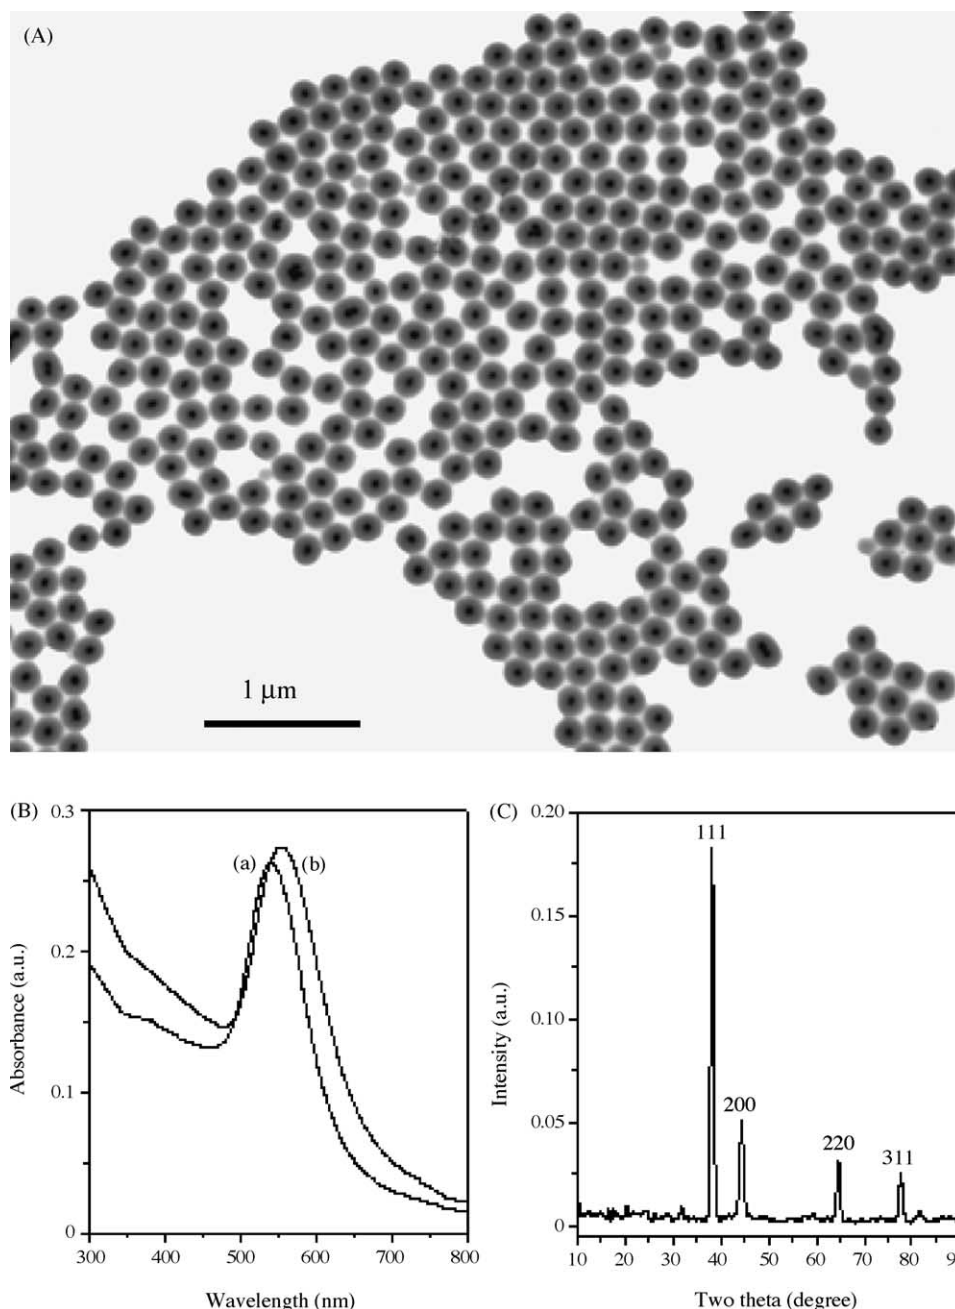 (A)
1 μm
(B)
0.3
(a)
(b)
0.2
0.1
0
300
400
500
600
700
800
Absorbance (a.u.)
Wavelength (nm)
(C)
0.20
111
0.15
0.10
200
0.05
220
311
0
10
20
30
40
50
60
70
80
9
Intensity (a.u.)
Two theta (degree)